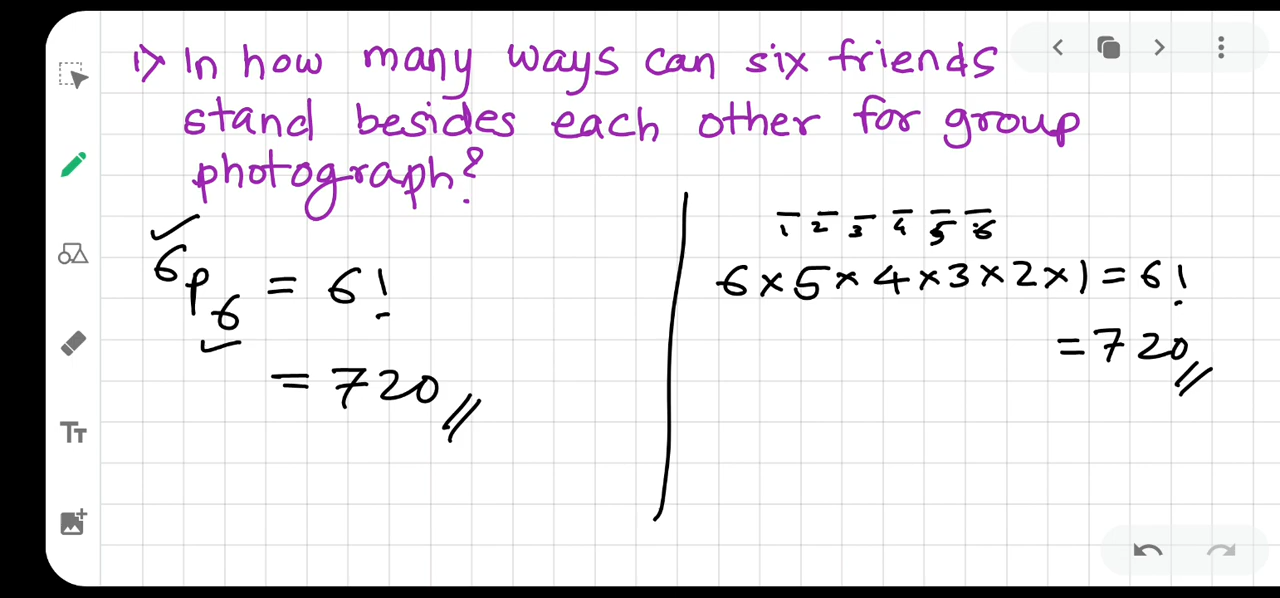 1> In how many ways can six friends
stand besides each other for group
photograph?
⁶P₆ = 6!
= 720
1 2 3 4 5 6
6 × 5 × 4 × 3 × 2 × 1 = 6!
= 720
TT